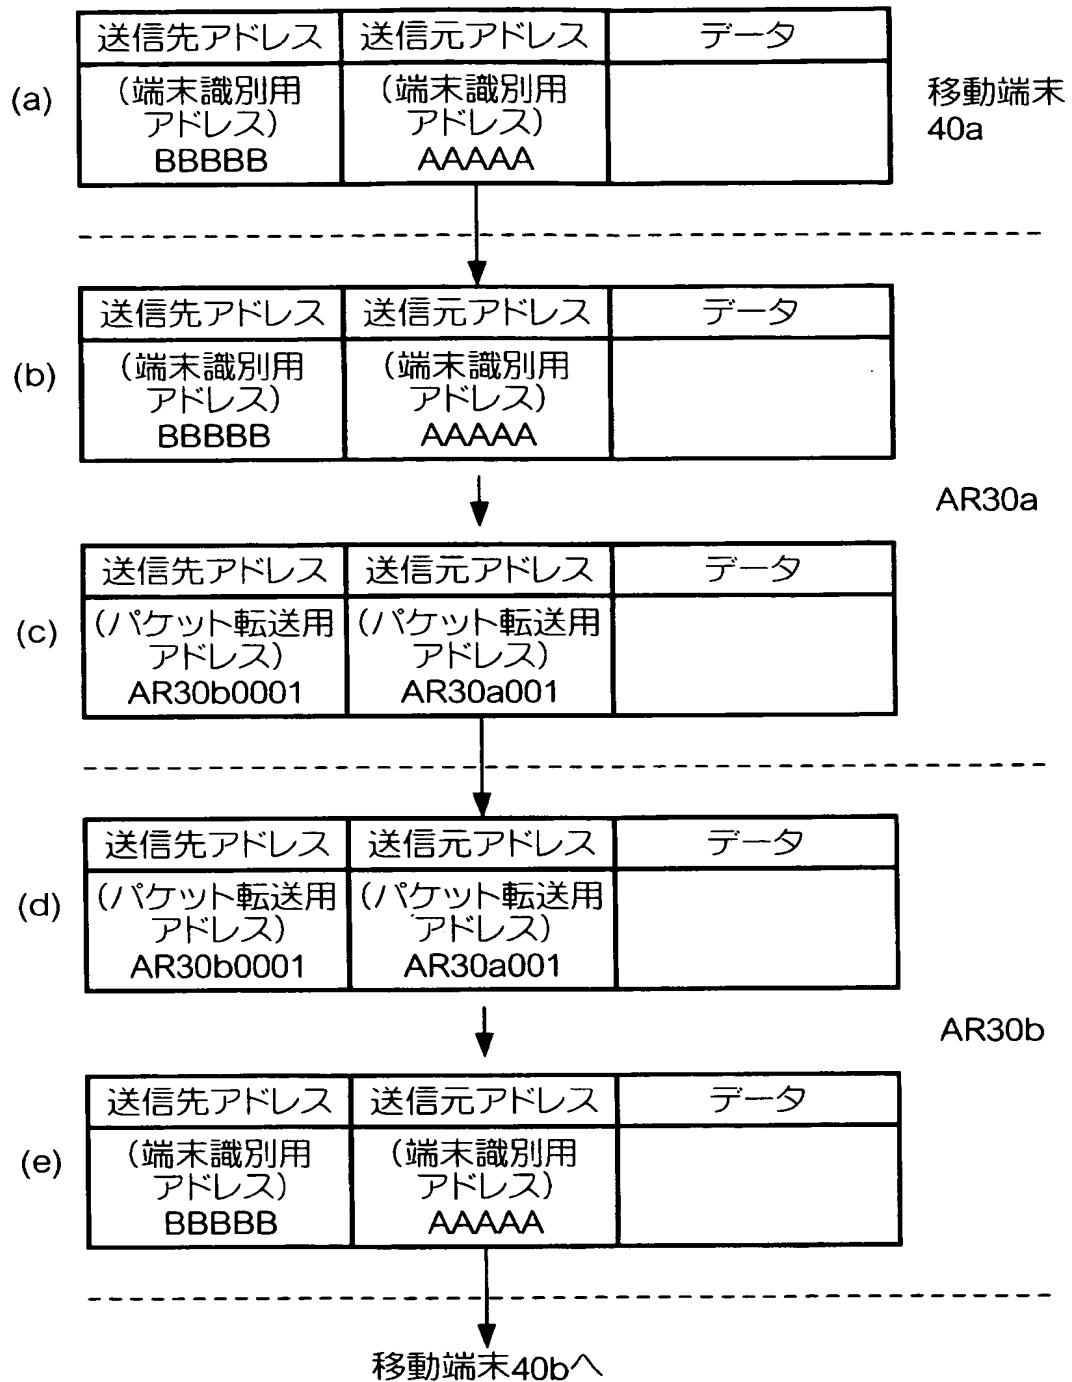 送信先アドレス 送信元アドレス データ
(a)
(端末識別用
アドレス)
BBBBB
(端末識別用
アドレス)
AAAAA
移動端末
40a
送信先アドレス 送信元アドレス データ
(b)
(端末識別用
アドレス)
BBBBB
(端末識別用
アドレス)
AAAAA
AR30a
送信先アドレス 送信元アドレス データ
(c)
(パケット転送用
アドレス)
AR30b0001
(パケット転送用
アドレス)
AR30a001
送信先アドレス 送信元アドレス データ
(d)
(パケット転送用
アドレス)
AR30b0001
(パケット転送用
アドレス)
AR30a001
AR30b
送信先アドレス 送信元アドレス データ
(e)
(端末識別用
アドレス)
BBBBB
(端末識別用
アドレス)
AAAAA
移動端末40bへ